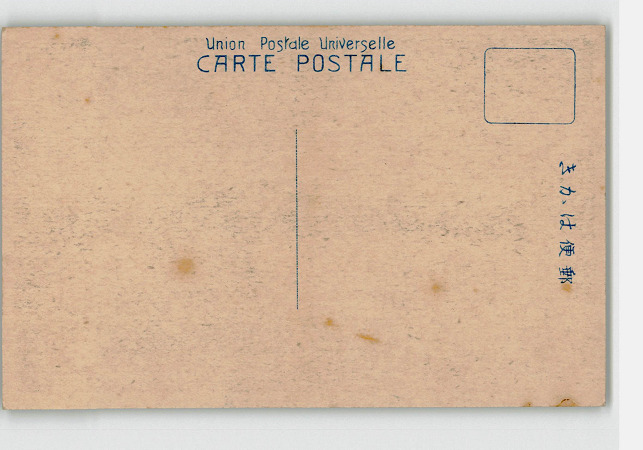 Union Postale Universelle
CARTE POSTALE
郵便はかき